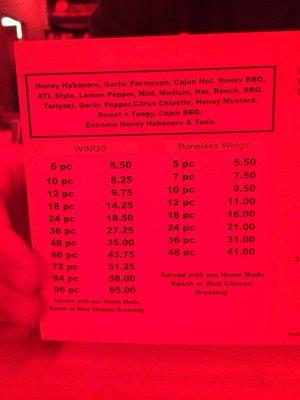 Honey Habanero, Garlic Parmesan, Cajun Hot, Honey BBQ,
ATL Style, Lemon Pepper, Mild, Medium, Hot, Ranch, BBQ,
Teriyaki, Garlic Pepper,Citrus Chipotle, Honey Mustard,
Sweet n Tangy, Cajun BBQ,
Extreme Honey Habanero & Toxic
WINGS
6 pc 5.50
10 pc 8.25
12 pc 9.75
18 pc 14.25
24 pc 18.50
36 pc 27.25
48 pc 35.00
60 pc 43.75
72 pc 51.25
84 pc 58.00
96 pc 65.00
Served with our Home Made
Ranch or Blue Cheese Dressing
Boneless Wings
5 pc 5.50
7 pc 7.50
10 pc 9.50
12 pc 11.00
18 pc 16.00
24 pc 21.00
36 pc 31.00
48 pc 41.00
Served with our Home Made
Ranch or Blue Cheese
Dressing